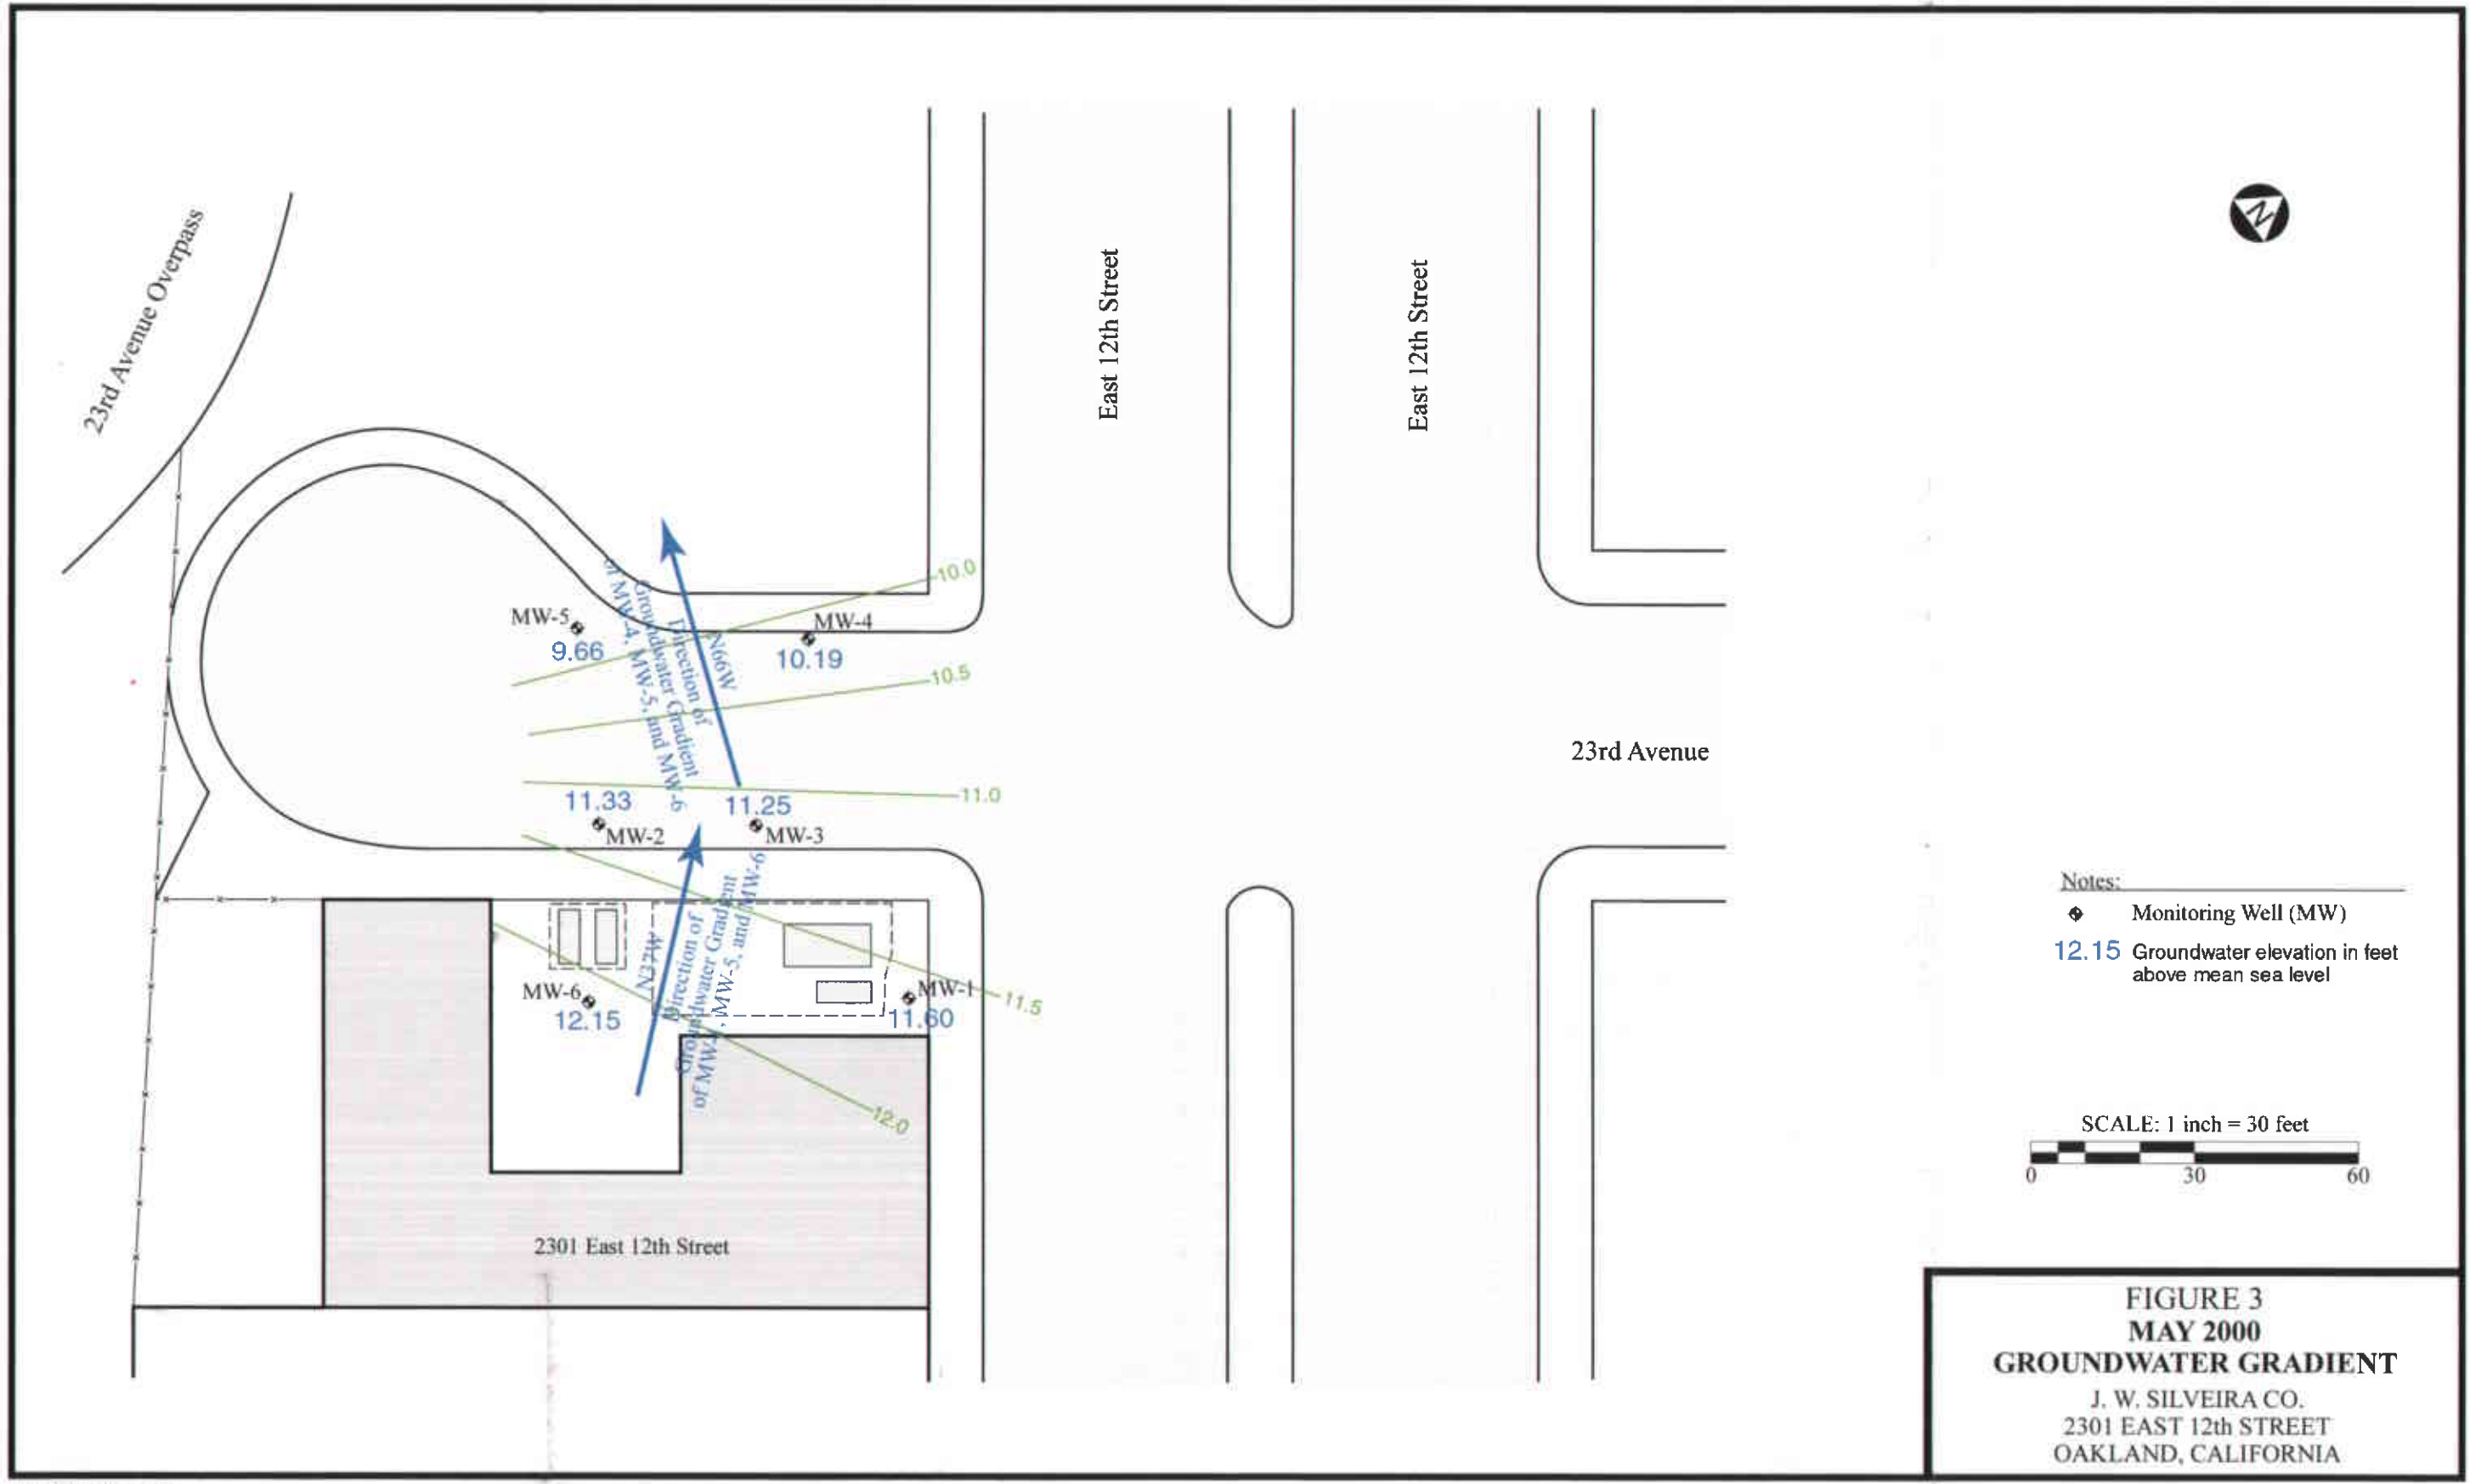 23rd Avenue Overpass
East 12th Street
East 12th Street
N
10.0
MW-5
9.66
MW-4
10.19
10.5
N66W
Direction of
Groundwater Gradient
of MW-4, MW-5, and MW-6
23rd Avenue
11.0
11.33
MW-2
11.25
MW-3
N37W
Direction of
Groundwater Gradient
MW-5, and MW-6
MW-6
12.15
MW-1
11.60
11.5
12.0
2301 East 12th Street
Notes:
Monitoring Well (MW)
12.15 Groundwater elevation in feet
above mean sea level
SCALE: 1 inch = 30 feet
0 30 60
FIGURE 3
MAY 2000
GROUNDWATER GRADIENT
J. W. SILVEIRA CO.
2301 EAST 12th STREET
OAKLAND, CALIFORNIA